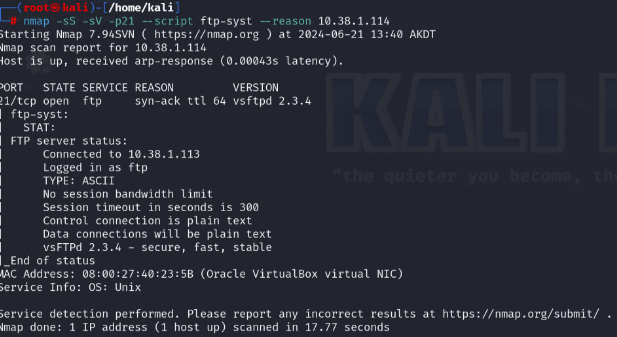 (root㉿kali)-[/home/kali]
# nmap -sS -sV -p21 --script ftp-syst --reason 10.38.1.114
Starting Nmap 7.94SVN ( https://nmap.org ) at 2024-06-21 13:40 AKDT
Nmap scan report for 10.38.1.114
Host is up, received arp-response (0.00043s latency).
PORT   STATE SERVICE REASON         VERSION
21/tcp open  ftp     syn-ack ttl 64 vsftpd 2.3.4
| ftp-syst:
|   STAT:
| FTP server status:
|      Connected to 10.38.1.113
|      Logged in as ftp
|      TYPE: ASCII
|      No session bandwidth limit
|      Session timeout in seconds is 300
|      Control connection is plain text
|      Data connections will be plain text
|      vsFTPd 2.3.4 - secure, fast, stable
|_End of status
MAC Address: 08:00:27:40:23:5B (Oracle VirtualBox virtual NIC)
Service Info: OS: Unix
Service detection performed. Please report any incorrect results at https://nmap.org/submit/ .
Nmap done: 1 IP address (1 host up) scanned in 17.77 seconds
KALI
"the quieter you become,